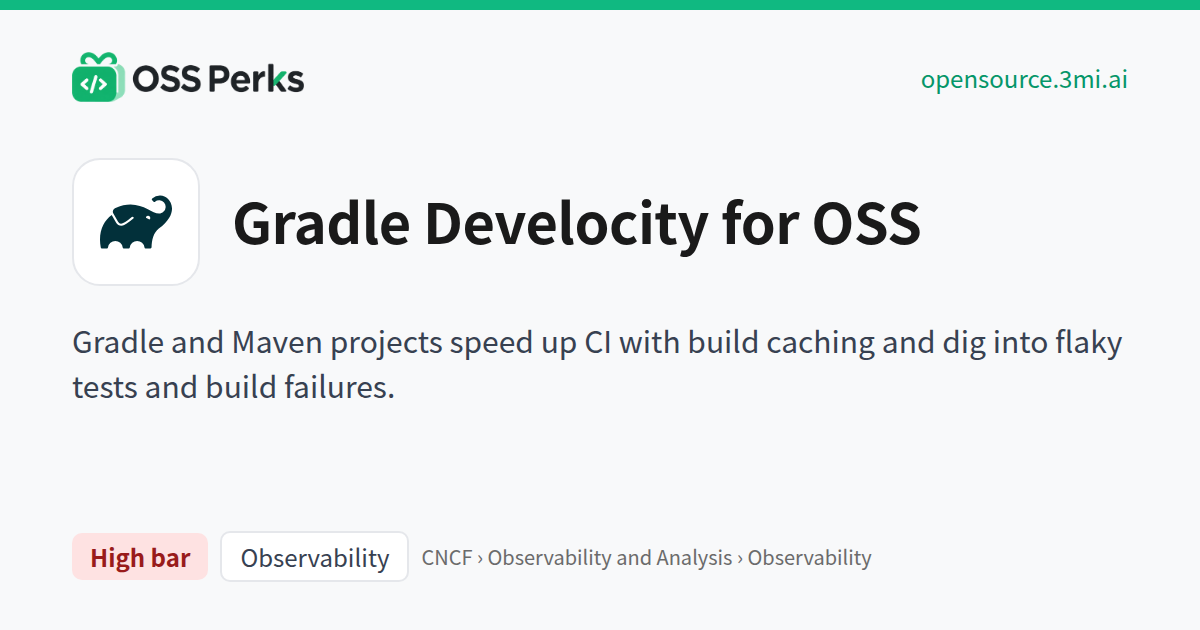 </> OSS Perks
opensource.3mi.ai
Gradle Develocity for OSS
Gradle and Maven projects speed up CI with build caching and dig into flaky
tests and build failures.
High bar
Observability
CNCF › Observability and Analysis › Observability